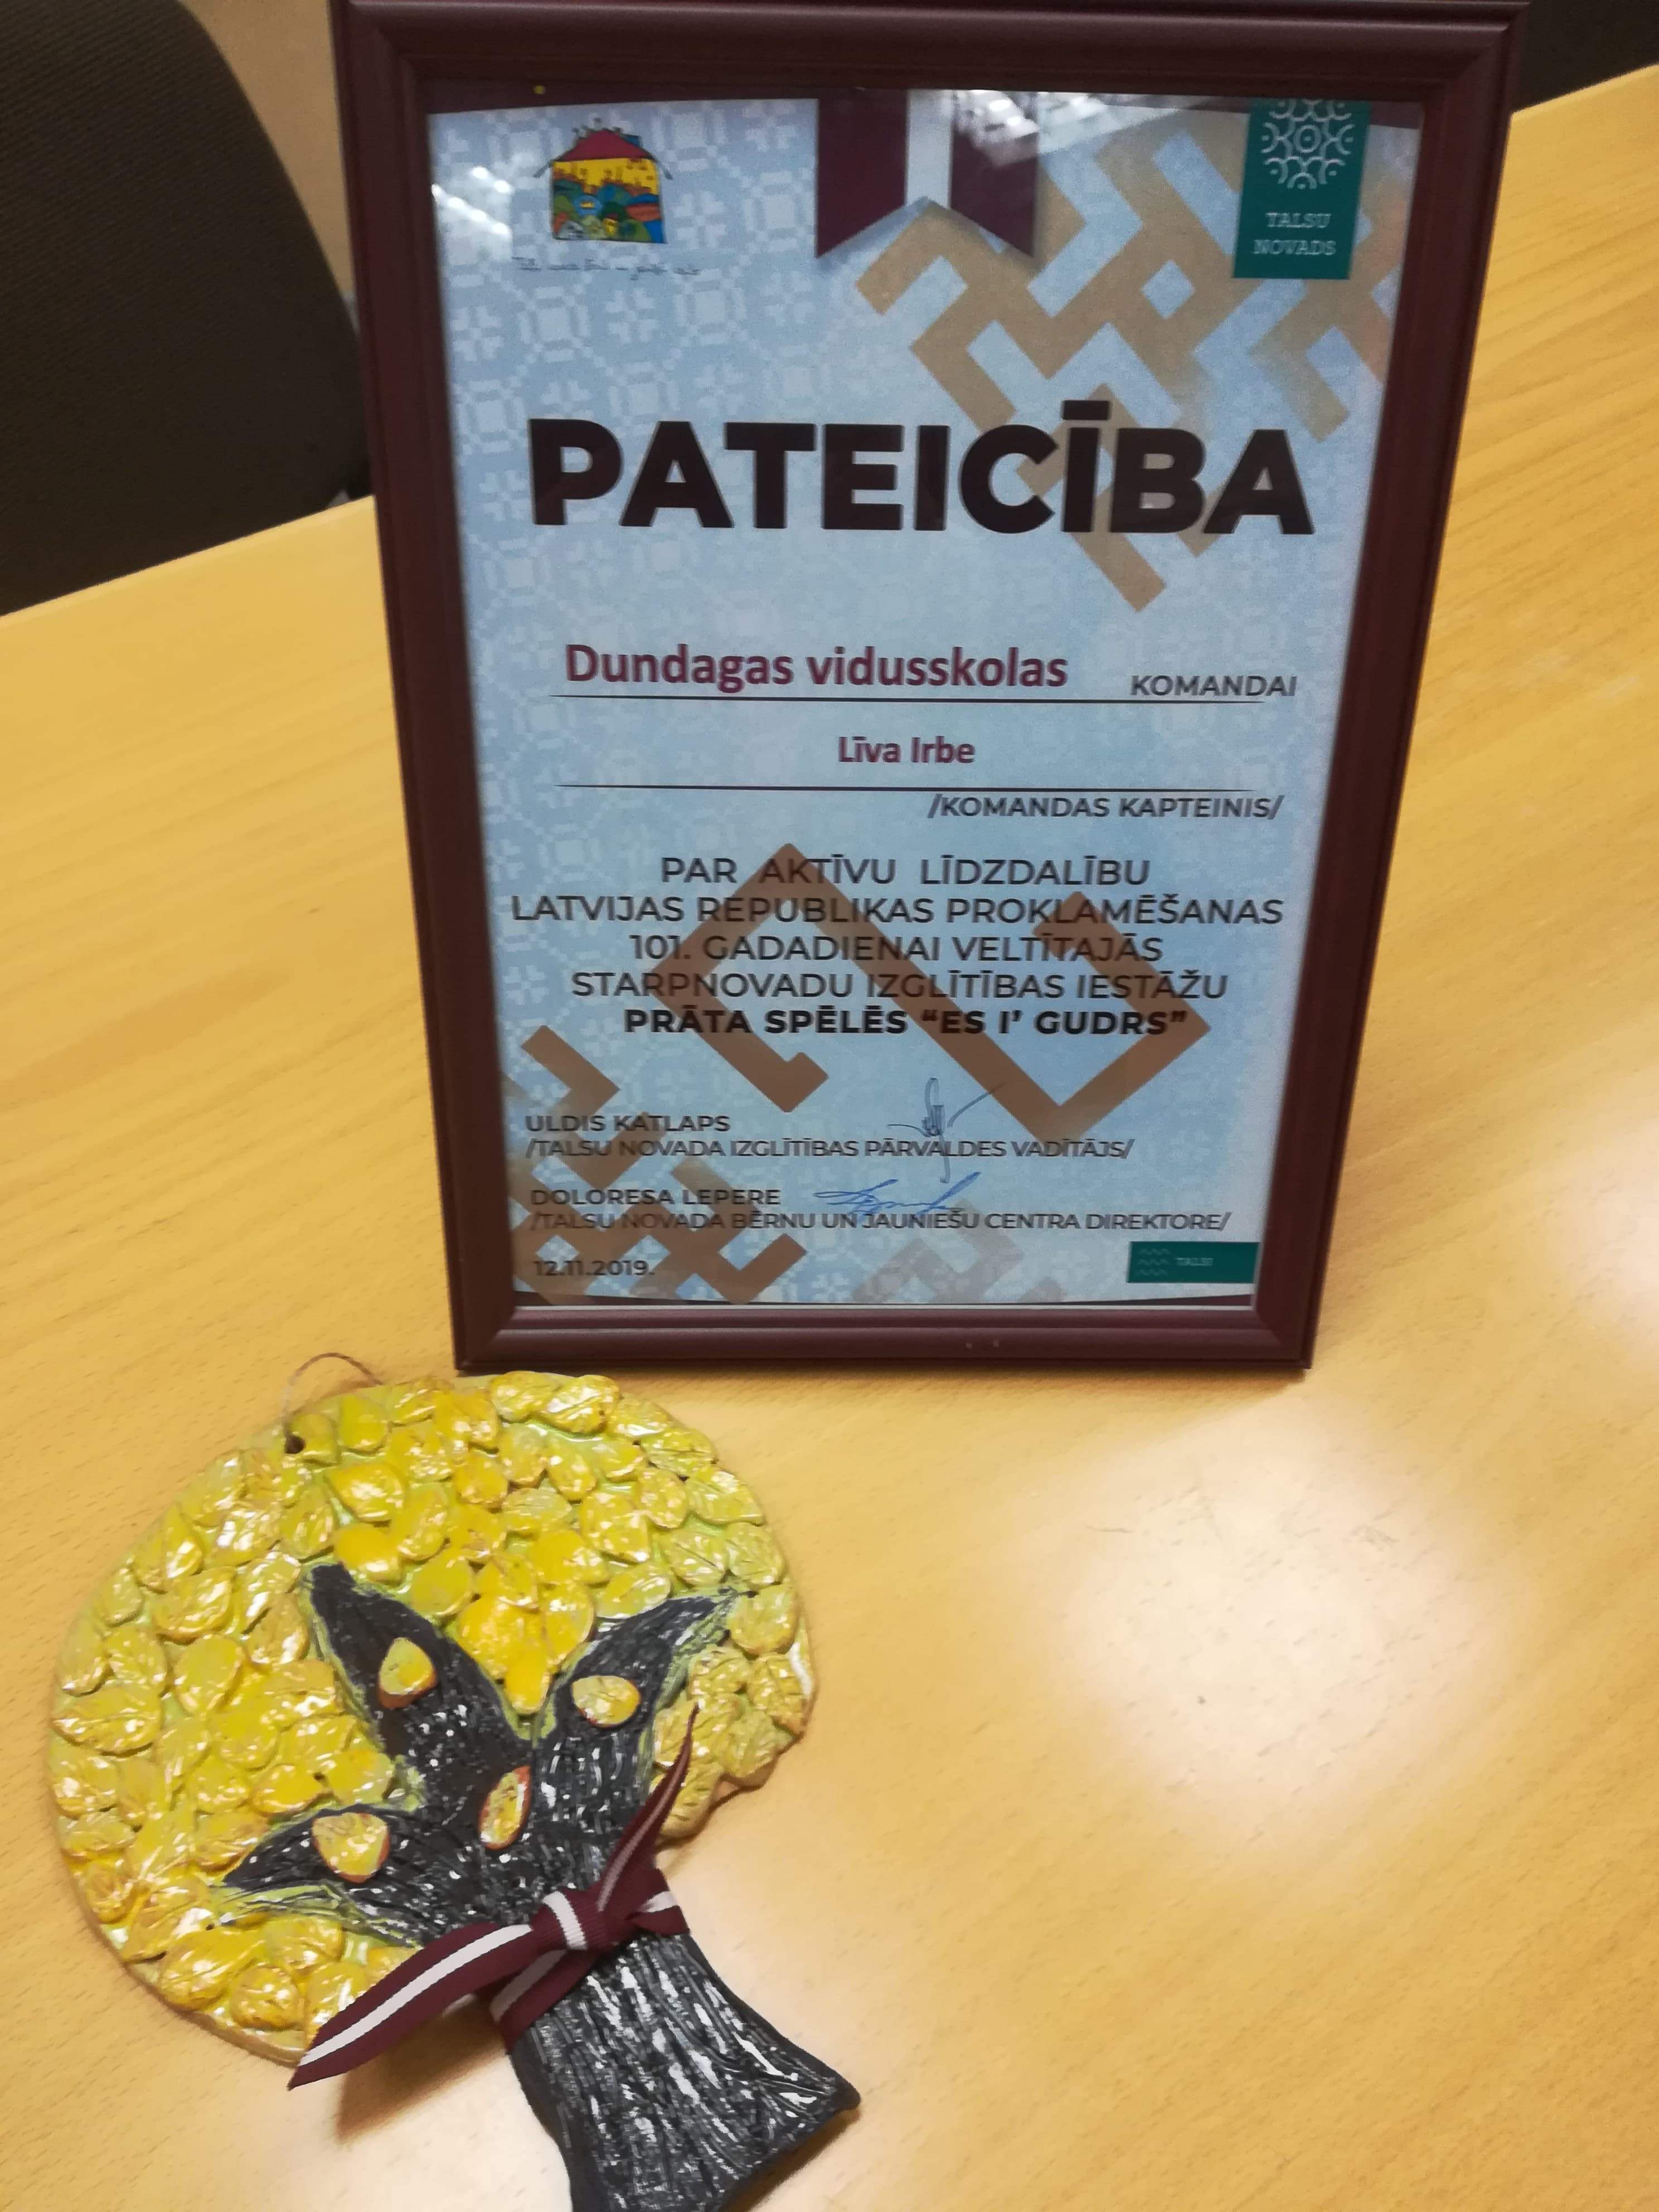 TALSU
NOVADS
PATEICĪBA
Dundagas vidusskolas KOMANDAI
Līva Irbe
/KOMANDAS KAPTEINIS/
PAR AKTĪVU LĪDZDALĪBU
LATVIJAS REPUBLIKAS PROKLAMĒŠANAS
101. GADADIENAI VELTĪTAJĀS
STARPNOVADU IZGLĪTĪBAS IESTĀŽU
PRĀTA SPĒLĒS “ES I’ GUDRS”
ULDIS KATLAPS
/TALSU NOVADA IZGLĪTĪBAS PĀRVALDES VADĪTĀJS/
DOLORESA LEPERE
/TALSU NOVADA BĒRNU UN JAUNIEŠU CENTRA DIREKTORE/
12.11.2019.
TALSI